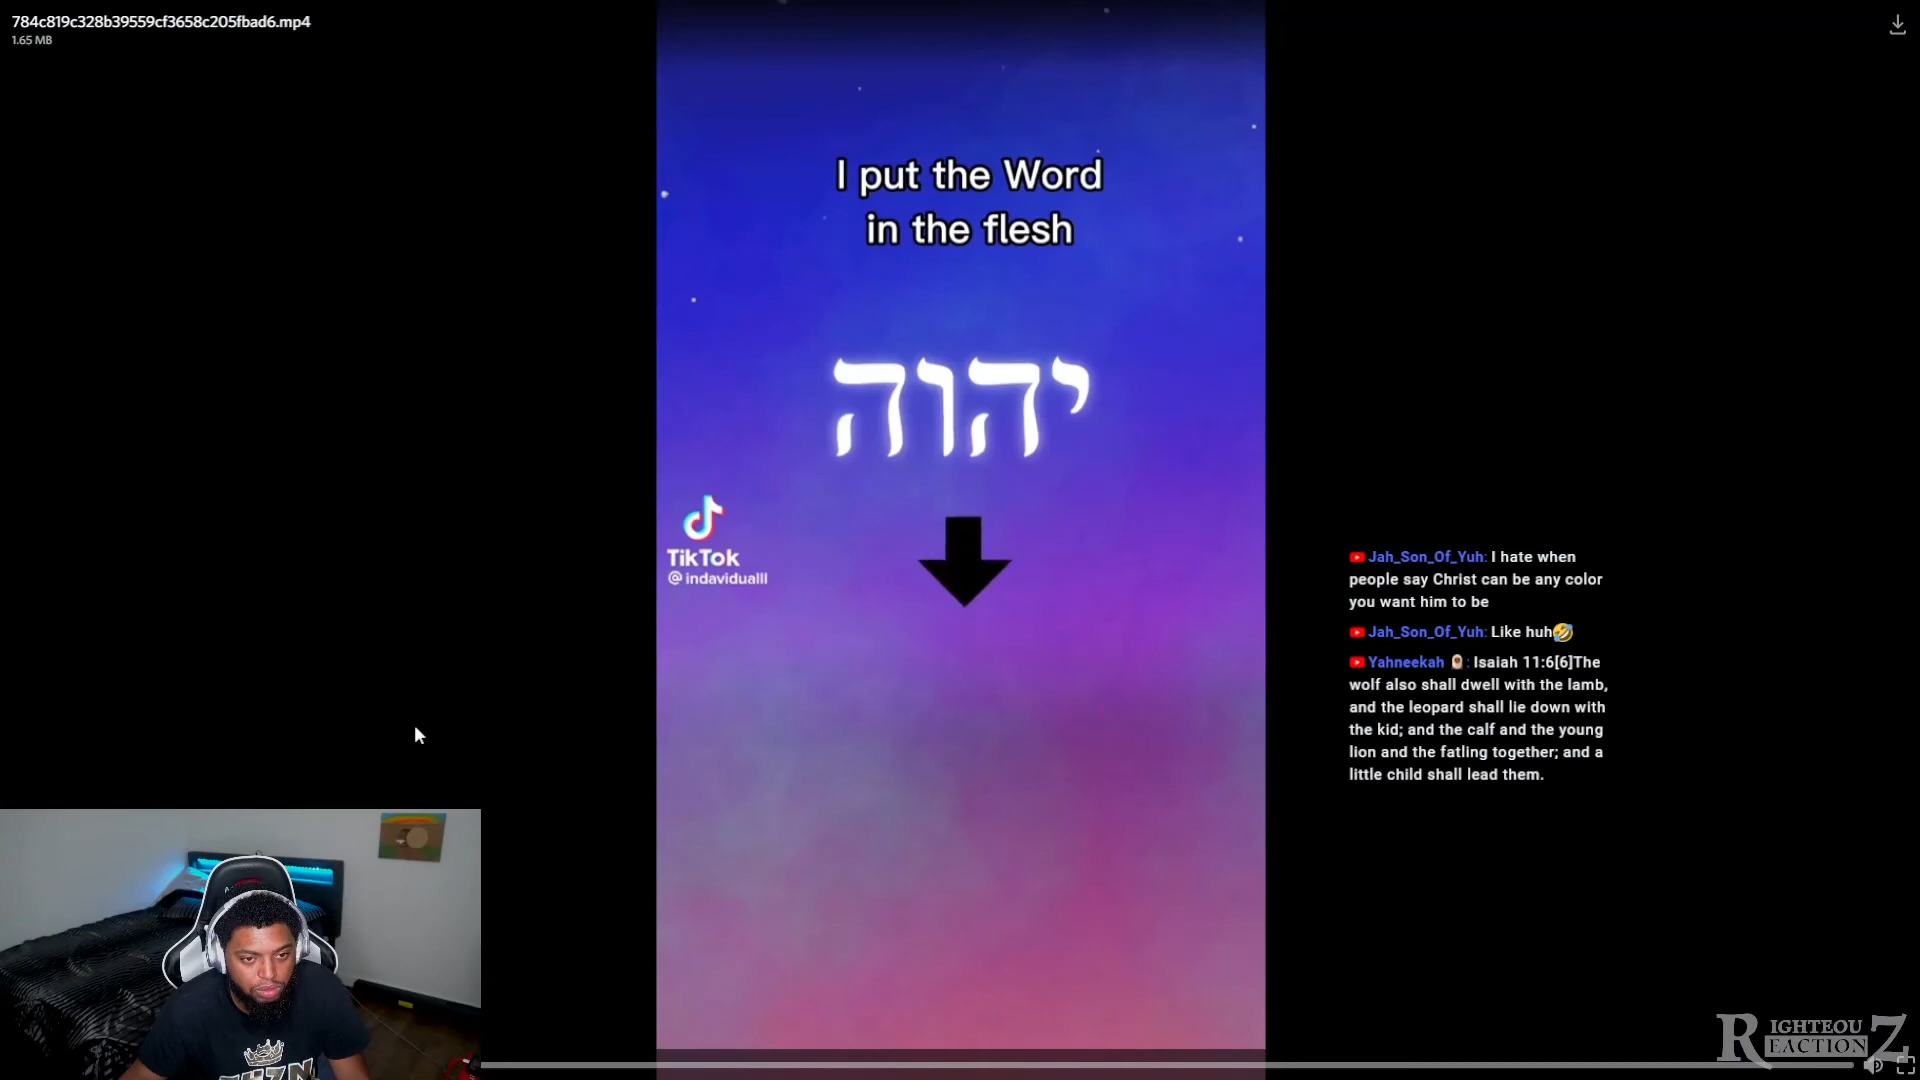 784c819c328b39559cf3658c205fbad6.mp4
1.65 MB
I put the Word
in the flesh
יהוה
TikTok
@indavidualll
Jah_Son_Of_Yuh: I hate when
people say Christ can be any color
you want him to be
Jah_Son_Of_Yuh: Like huh🤣
Yahneekah : Isaiah 11:6[6]The
wolf also shall dwell with the lamb,
and the leopard shall lie down with
the kid; and the calf and the young
lion and the fatling together; and a
little child shall lead them.
RIGHTEOUZ
REACTIONZ